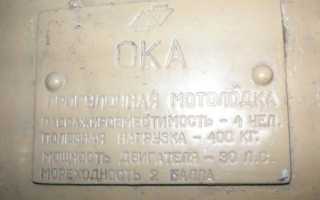 ОКА
ПРОГУЛОЧНАЯ МОТОЛОДКА
ПАССАЖИРОВМЕСТИМОСТЬ – 4 ЧЕЛ.
ПОЛЕЗНАЯ НАГРУЗКА – 400 КГ.
МОЩНОСТЬ ДВИГАТЕЛЯ – 30 Л.С.
МОРЕХОДНОСТЬ 2 БАЛЛА